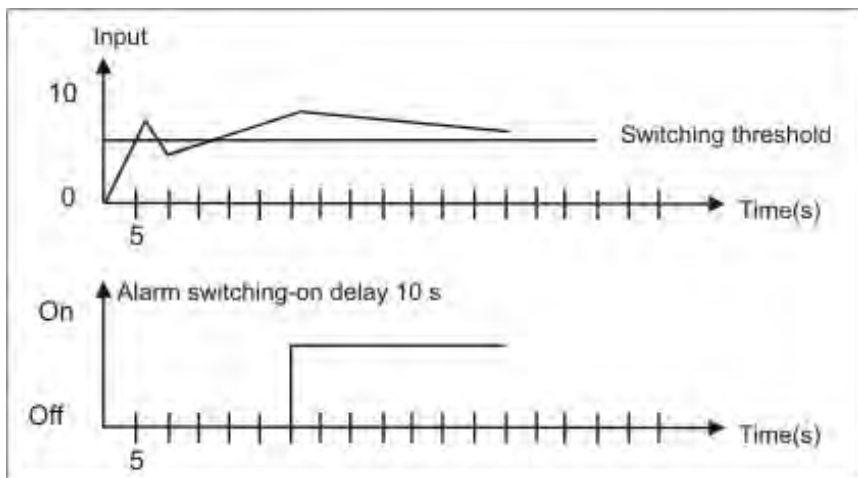 Input
10
Switching threshold
0
Time(s)
5
On
Alarm switching-on delay 10 s
Off
Time(s)
5